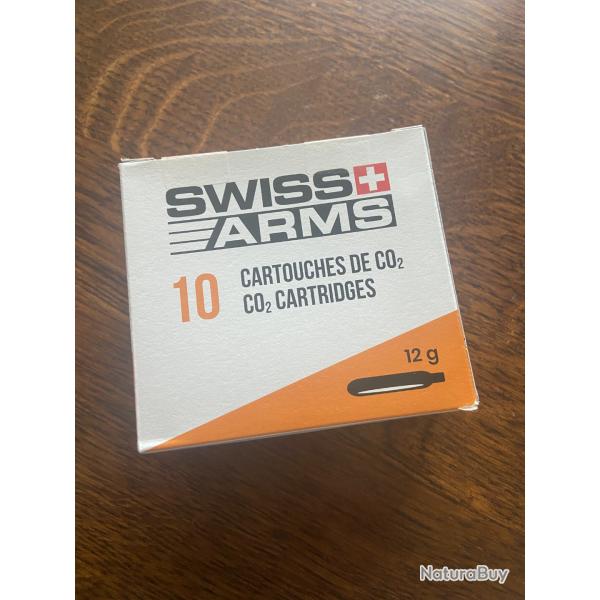 SWISS
ARMS
10
CARTOUCHES DE CO₂
CO₂ CARTRIDGES
12 g
NaturaBuy